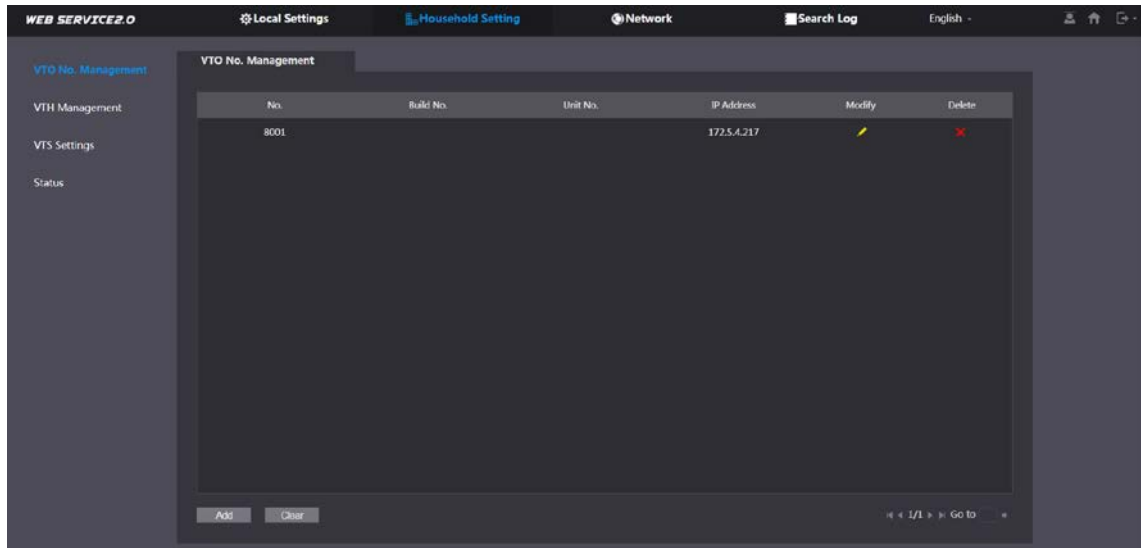 WEB SERVICE2.0 Local Settings Household Setting Network Search Log English
VTO No. Management
VTH Management
VTS Settings
Status
VTO No. Management
No. Build No. Unit No. IP Address Modify Delete
8001 172.5.4.217
Add Clear 1/1 Go to